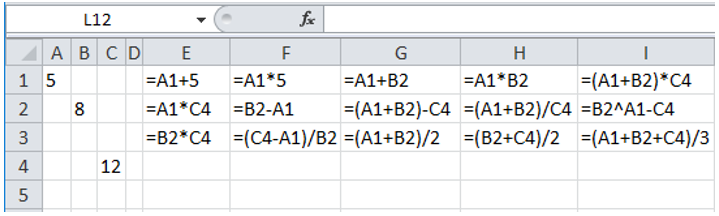 L12 fx
A B C D E F G H I
1 5 =A1+5 =A1*5 =A1+B2 =A1*B2 =(A1+B2)*C4
2 8 =A1*C4 =B2-A1 =(A1+B2)-C4 =(A1+B2)/C4 =B2^A1-C4
3 =B2*C4 =(C4-A1)/B2 =(A1+B2)/2 =(B2+C4)/2 =(A1+B2+C4)/3
4 12
5